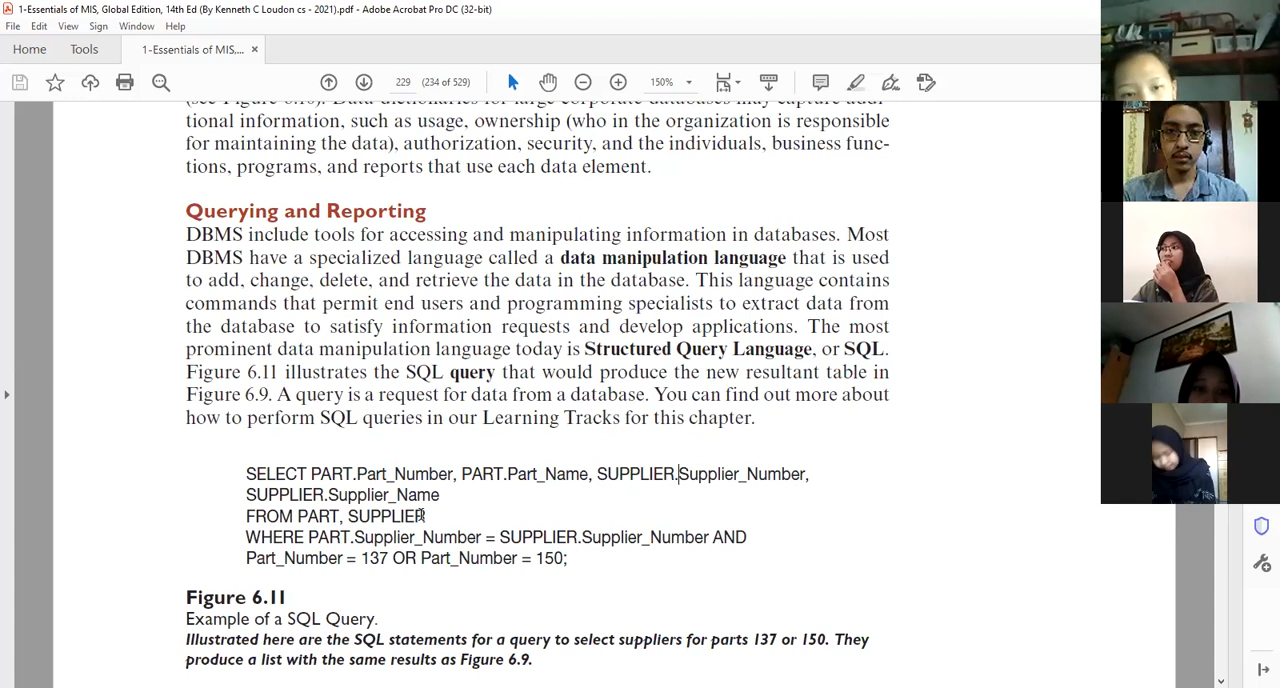 1-Essentials of MIS, Global Edition, 14th Ed (By Kenneth C Loudon cs - 2021).pdf - Adobe Acrobat Pro DC (32-bit)
File Edit View Sign Window Help
Home Tools 1-Essentials of MIS,... ×
229 (234 of 529) 150%
tional information, such as usage, ownership (who in the organization is responsible
for maintaining the data), authorization, security, and the individuals, business func-
tions, programs, and reports that use each data element.
Querying and Reporting
DBMS include tools for accessing and manipulating information in databases. Most
DBMS have a specialized language called a data manipulation language that is used
to add, change, delete, and retrieve the data in the database. This language contains
commands that permit end users and programming specialists to extract data from
the database to satisfy information requests and develop applications. The most
prominent data manipulation language today is Structured Query Language, or SQL.
Figure 6.11 illustrates the SQL query that would produce the new resultant table in
Figure 6.9. A query is a request for data from a database. You can find out more about
how to perform SQL queries in our Learning Tracks for this chapter.
SELECT PART.Part_Number, PART.Part_Name, SUPPLIER.Supplier_Number,
SUPPLIER.Supplier_Name
FROM PART, SUPPLIER
WHERE PART.Supplier_Number = SUPPLIER.Supplier_Number AND
Part_Number = 137 OR Part_Number = 150;
Figure 6.11
Example of a SQL Query.
Illustrated here are the SQL statements for a query to select suppliers for parts 137 or 150. They
produce a list with the same results as Figure 6.9.